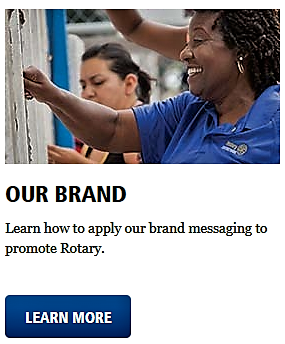 OUR BRAND
Learn how to apply our brand messaging to
promote Rotary.
LEARN MORE